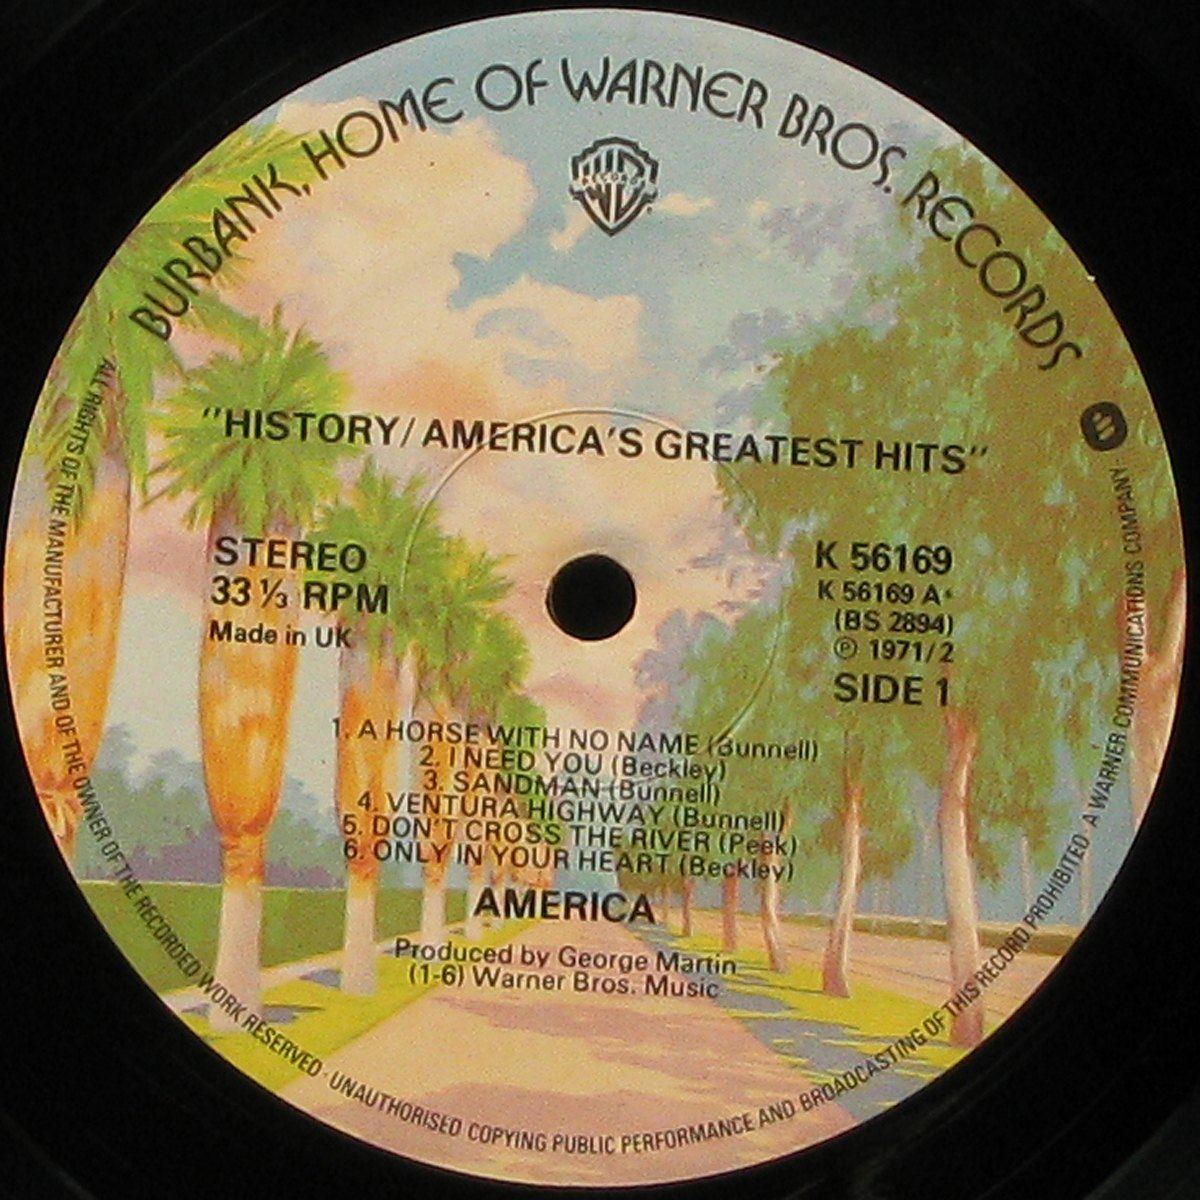 BURBANK, HOME OF WARNER BROS. RECORDS
RECORDS
"HISTORY/AMERICA'S GREATEST HITS"
STEREO
33 ⅓ RPM
Made in UK
K 56169
K 56169 A
(BS 2894)
℗ 1971/2
SIDE 1
1. A HORSE WITH NO NAME (Bunnell)
2. I NEED YOU (Beckley)
3. SANDMAN (Bunnell)
4. VENTURA HIGHWAY (Bunnell)
5. DON'T CROSS THE RIVER (Peek)
6. ONLY IN YOUR HEART (Beckley)
AMERICA
Produced by George Martin
(1-6) Warner Bros. Music
ALL RIGHTS OF THE MANUFACTURER AND OF THE OWNER OF THE RECORDED WORK RESERVED · UNAUTHORISED COPYING PUBLIC PERFORMANCE AND BROADCASTING OF THIS RECORD PROHIBITED · A WARNER COMMUNICATIONS COMPANY